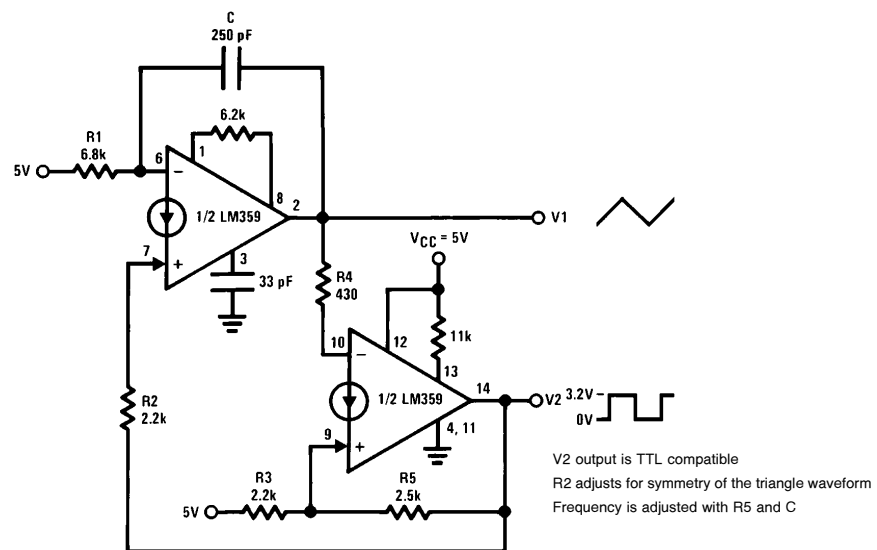 C
250 pF
6.2k
R1
6.8k
5V
6
1
−
8
2
1/2 LM359
V1
7
+
3
33 pF
VCC = 5V
R4
430
11k
10
12
−
13
14
V2
3.2V
0V
1/2 LM359
4, 11
9
+
R2
2.2k
R3
2.2k
R5
2.5k
5V
V2 output is TTL compatible
R2 adjusts for symmetry of the triangle waveform
Frequency is adjusted with R5 and C